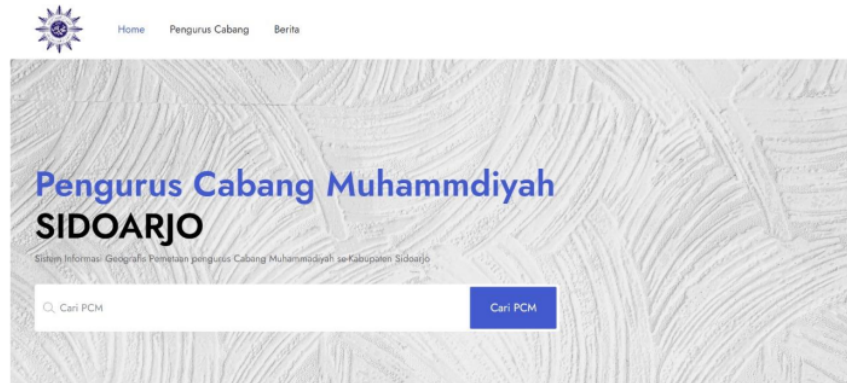 Home Pengurus Cabang Berita
Pengurus Cabang Muhammdiyah
SIDOARJO
Sistem Informasi Geografis Pemetaan pengurus Cabang Muhammadiyah se-Kabupaten Sidoarjo
Cari PCM Cari PCM